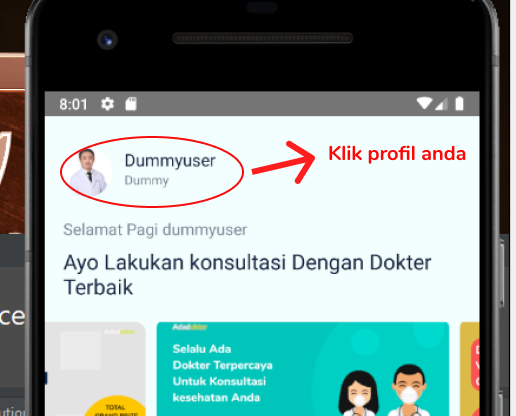 8:01
Dummyuser
Dummy
Klik profil anda
Selamat Pagi dummyuser
Ayo Lakukan konsultasi Dengan Dokter
Terbaik
Selalu Ada
Dokter Terpercaya
Untuk Konsultasi
kesehatan Anda
TOTAL